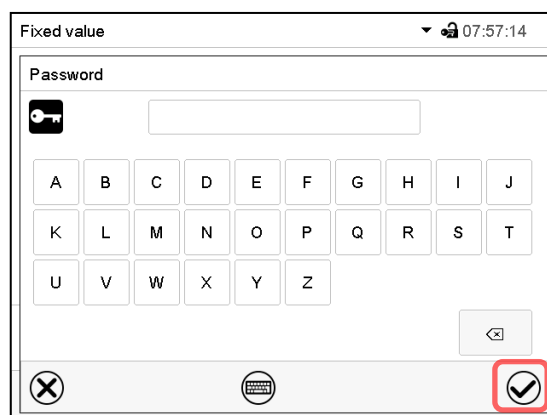 Fixed value 07:57:14
Password
A B C D E F G H I J
K L M N O P Q R S T
U V W X Y Z